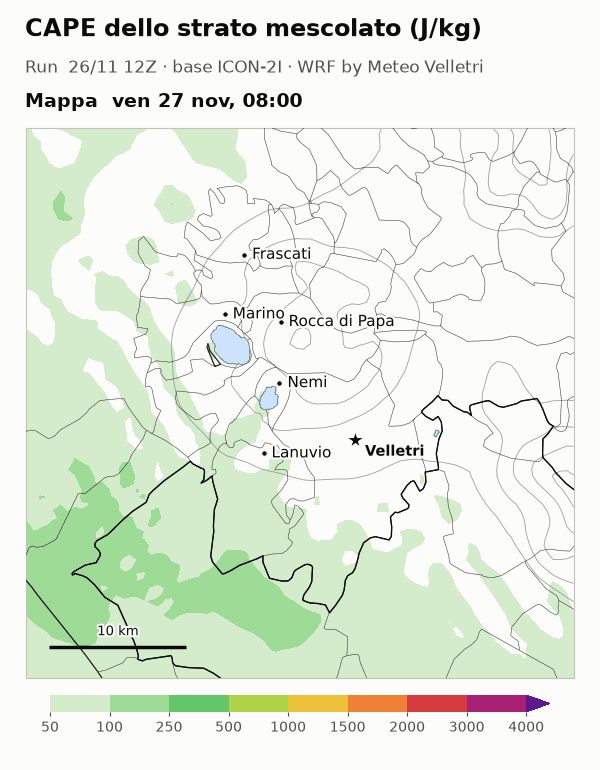 CAPE dello strato mescolato (J/kg)
Run  26/11 12Z · base ICON-2I · WRF by Meteo Velletri
Mappa  ven 27 nov, 08:00
Frascati
Marino
Rocca di Papa
Nemi
Velletri
Lanuvio
10 km
50 100 250 500 1000 1500 2000 3000 4000